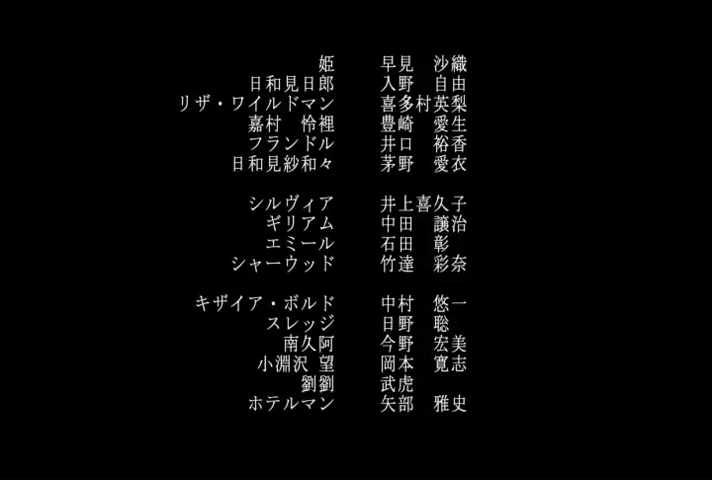 姫 早見 沙織
日和見日郎 入野 自由
リザ・ワイルドマン 喜多村英梨
嘉村 怜裡 豊崎 愛生
フランドル 井口 裕香
日和見紗和々 茅野 愛衣
シルヴィア 井上喜久子
ギリアム 中田 譲治
エミール 石田 彰
シャーウッド 竹達 彩奈
キザイア・ボルド 中村 悠一
スレッジ 日野 聡
南久阿 今野 宏美
小淵沢 望 岡本 寛志
劉劉 武虎
ホテルマン 矢部 雅史